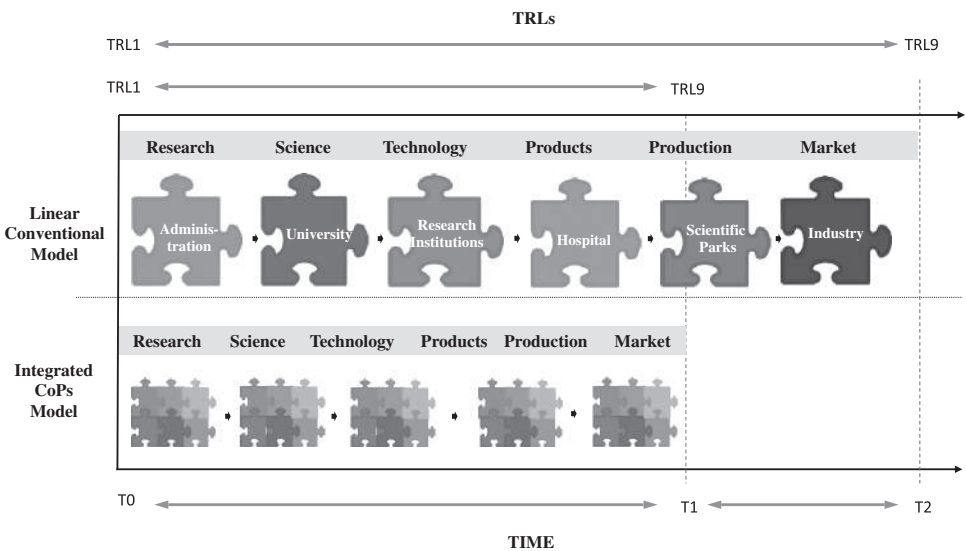 TRLs
TRL1 TRL9
TRL1 TRL9
Research Science Technology Products Production Market
Linear
Conventional
Model
Adminis-
tration
University
Research
Institutions
Hospital
Scientific
Parks
Industry
Research Science Technology Products Production Market
Integrated
CoPs
Model
T0 T1 T2
TIME